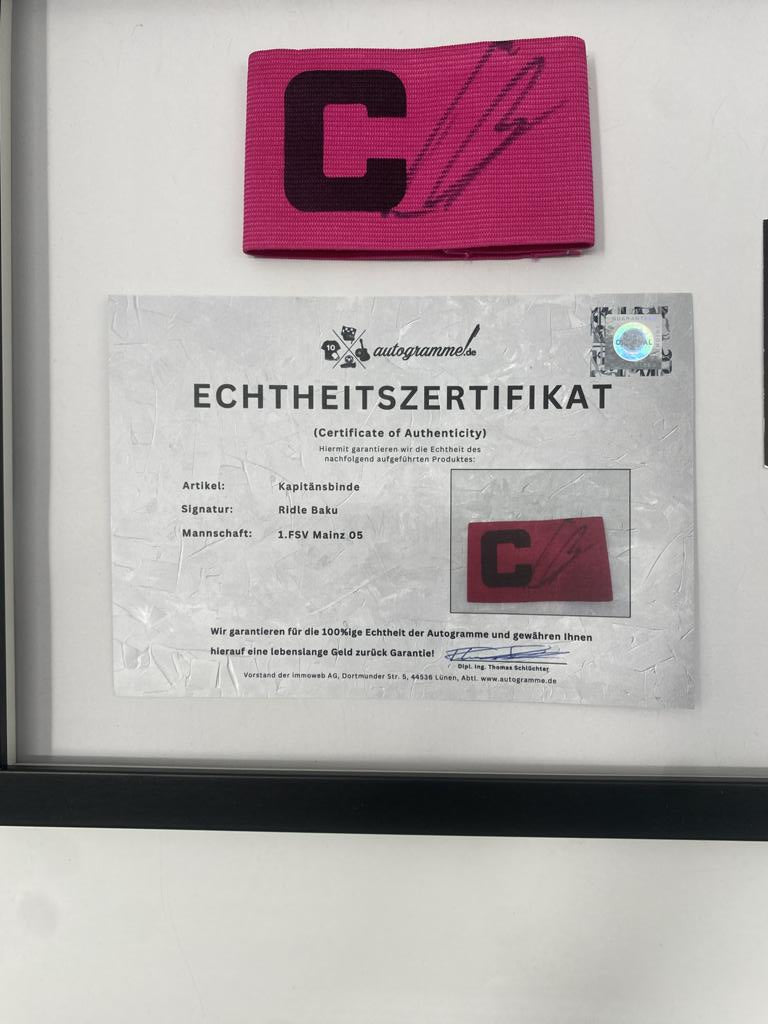 C
10
autogramme.de
GUARANTEED
ORIGINAL
ECHTHEITSZERTIFIKAT
(Certificate of Authenticity)
Hiermit garantieren wir die Echtheit des
nachfolgend aufgeführten Produktes:
Artikel: Kapitänsbinde
Signatur: Ridle Baku
Mannschaft: 1.FSV Mainz 05
C
Wir garantieren für die 100%ige Echtheit der Autogramme und gewähren Ihnen
hierauf eine lebenslange Geld zurück Garantie!
Dipl. Ing. Thomas Schlüchter
Vorstand der immoweb AG, Dortmunder Str. 5, 44536 Lünen, Abtl. www.autogramme.de